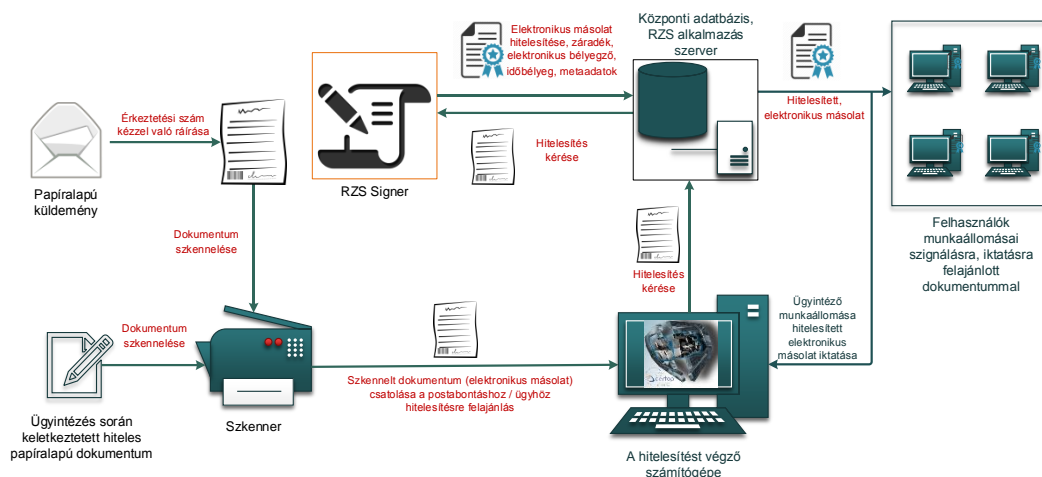 Elektronikus másolat
hitelesítése, záradék,
elektronikus bélyegző,
időbélyeg, metaadatok
Központi adatbázis,
RZS alkalmazás
szerver
Érkeztetési szám
kézzel való ráírása
Papíralapú
küldemény
RZS Signer
Hitelesítés
kérése
Hitelesített,
elektronikus másolat
Felhasználók
munkaállomásai
szignálásra, iktatásra
felajánlott
dokumentummal
Dokumentum
szkennelése
Hitelesítés
kérése
Ügyintéző
munkaállomása
hitelesített
elektronikus
másolat iktatása
Dokumentum
szkennelése
Szkennelt dokumentum (elektronikus másolat)
csatolása a postabontáshoz / ügyhöz
hitelesítésre felajánlás
Ügyintézés során
keletkeztetett hiteles
papíralapú dokumentum
Szkenner
certop
A hitelesítést végző
számítógépe